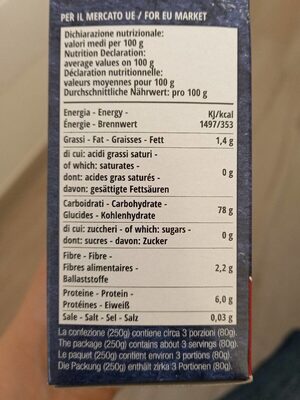 PER IL MERCATO UE / FOR EU MARKET
Dichiarazione nutrizionale:
valori medi per 100 g
Nutrition Declaration:
average values on 100 g
Déclaration nutritionnelle:
valeurs moyennes pour 100 g
Durchschnittliche Nährwert: pro 100 g
Energia - Energy - KJ/kcal
Énergie - Brennwert 1497/353
Grassi - Fat - Graisses - Fett 1,4 g
di cui: acidi grassi saturi -
of which: saturates - 0 g
dont: acides gras saturés -
davon: gesättigte Fettsäuren
Carboidrati - Carbohydrate - 78 g
Glucides - Kohlenhydrate
di cui: zuccheri - of which: sugars - 0 g
dont: sucres - davon: Zucker
Fibre - Fibre -
Fibres alimentaires - 2,2 g
Ballaststoffe
Proteine - Protein - 6,0 g
Protéines - Eiweiß
Sale - Salt - Sel - Salz 0,03 g
La confezione (250g) contiene circa 3 porzioni (80g).
The package (250g) contains about 3 servings (80g).
Le paquet (250g) contient environ 3 portions (80g).
Die Packung (250g) enthält zirka 3 Portionen (80g).